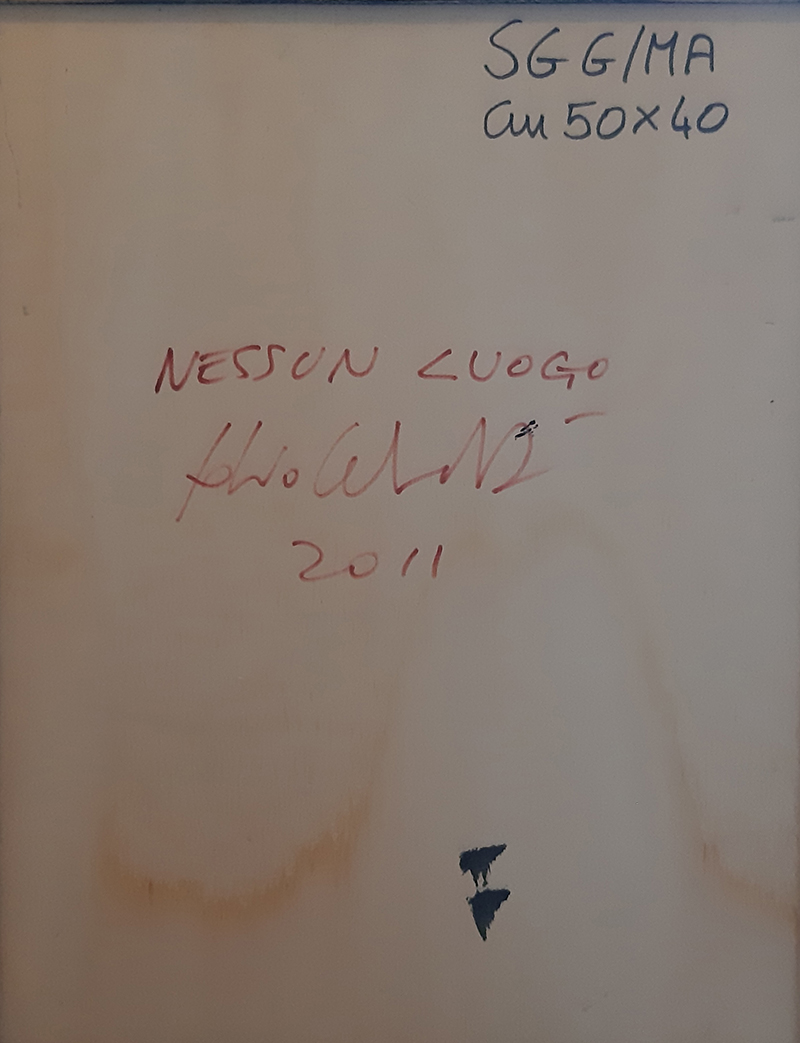 SGG/MA
cm 50x40
NESSUN LUOGO
2011